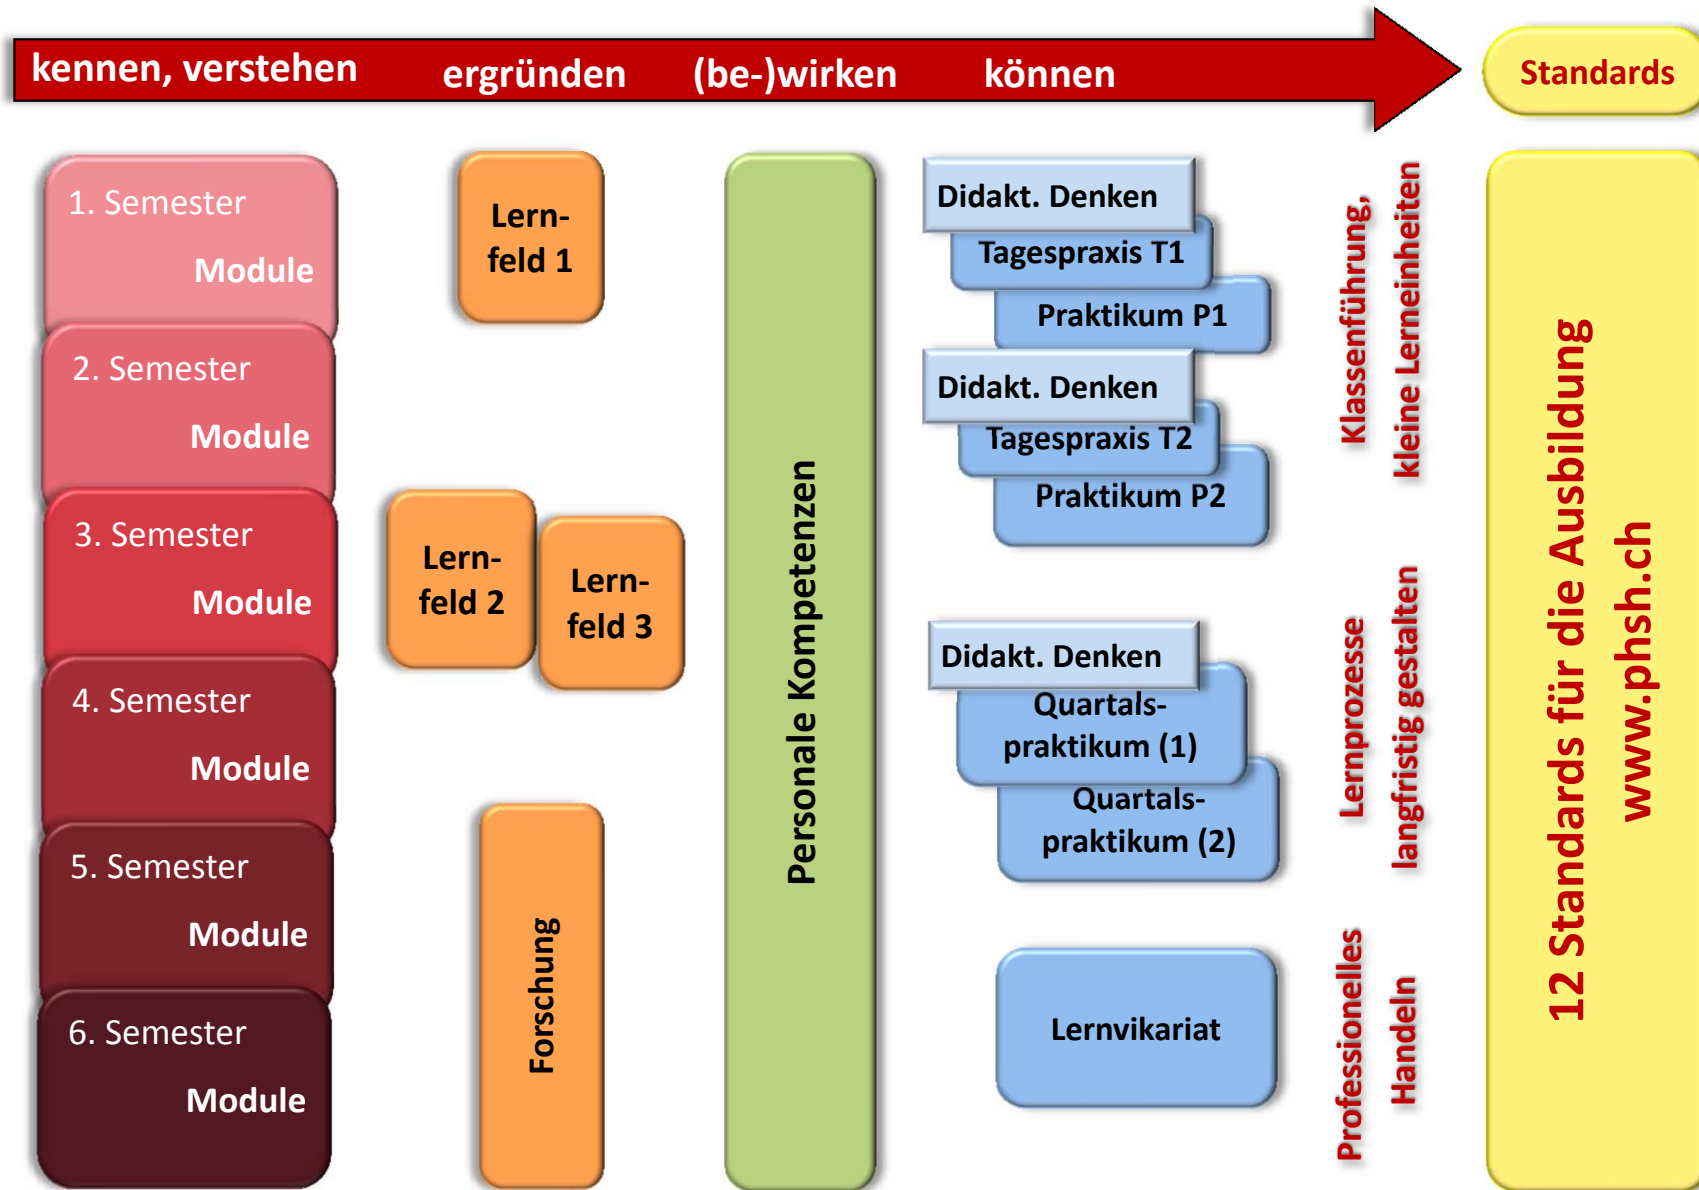 kennen, verstehen
ergründen
(be-)wirken
können
Standards
1. Semester
Module
2. Semester
Module
3. Semester
Module
4. Semester
Module
5. Semester
Module
6. Semester
Module
Lern-
feld 1
Lern-
feld 2
Lern-
feld 3
Forschung
Personale Kompetenzen
Didakt. Denken
Tagespraxis T1
Praktikum P1
Didakt. Denken
Tagespraxis T2
Praktikum P2
Didakt. Denken
Quartals-
praktikum (1)
Quartals-
praktikum (2)
Lernvikariat
Klassenführung,
kleine Lerneinheiten
Lernprozesse
langfristig gestalten
Professionelles
Handeln
12 Standards für die Ausbildung
www.phsh.ch